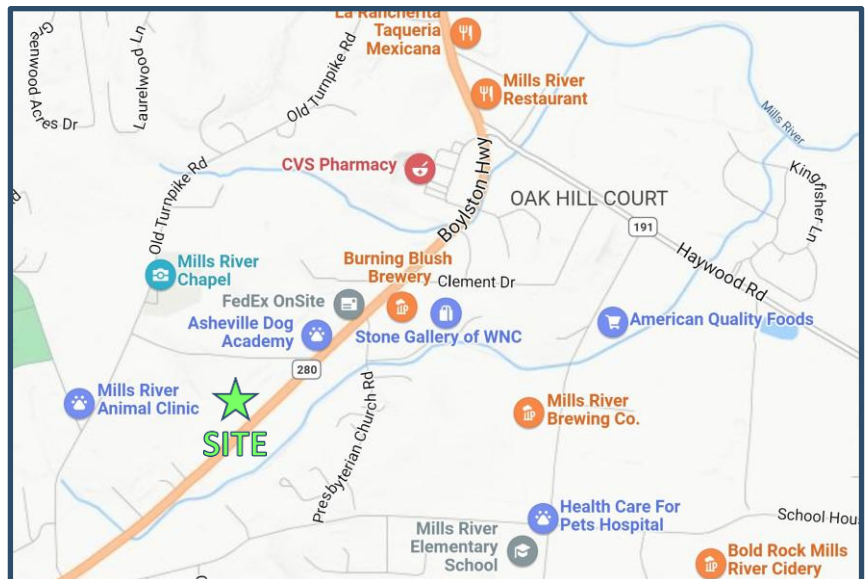 La Rancherita
Taqueria
Mexicana
Mills River
Restaurant
Greenwood Acres Dr
Laurelwood Ln
Old Turnpike Rd
CVS Pharmacy
Boylston Hwy
OAK HILL COURT
191
Mills River
Kingfisher Ln
Haywood Rd
Old Turnpike Rd
Mills River
Chapel
Burning Blush
Brewery
Clement Dr
FedEx OnSite
Asheville Dog
Academy
Stone Gallery of WNC
American Quality Foods
280
Mills River
Animal Clinic
SITE
Presbyterian Church Rd
Mills River
Brewing Co.
Health Care For
Pets Hospital
School Hou
Mills River
Elementary
School
Bold Rock Mills
River Cidery